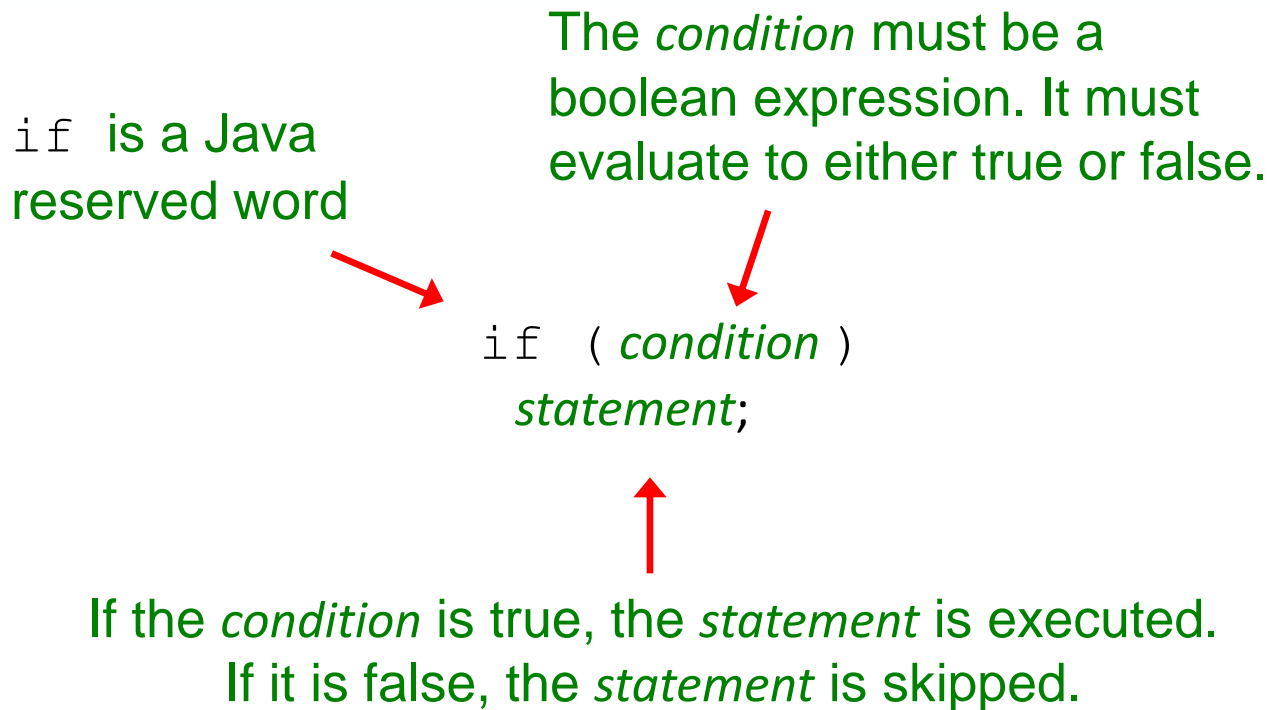 The condition must be a
boolean expression. It must
evaluate to either true or false.
if is a Java
reserved word
if ( condition )
statement;
If the condition is true, the statement is executed.
If it is false, the statement is skipped.